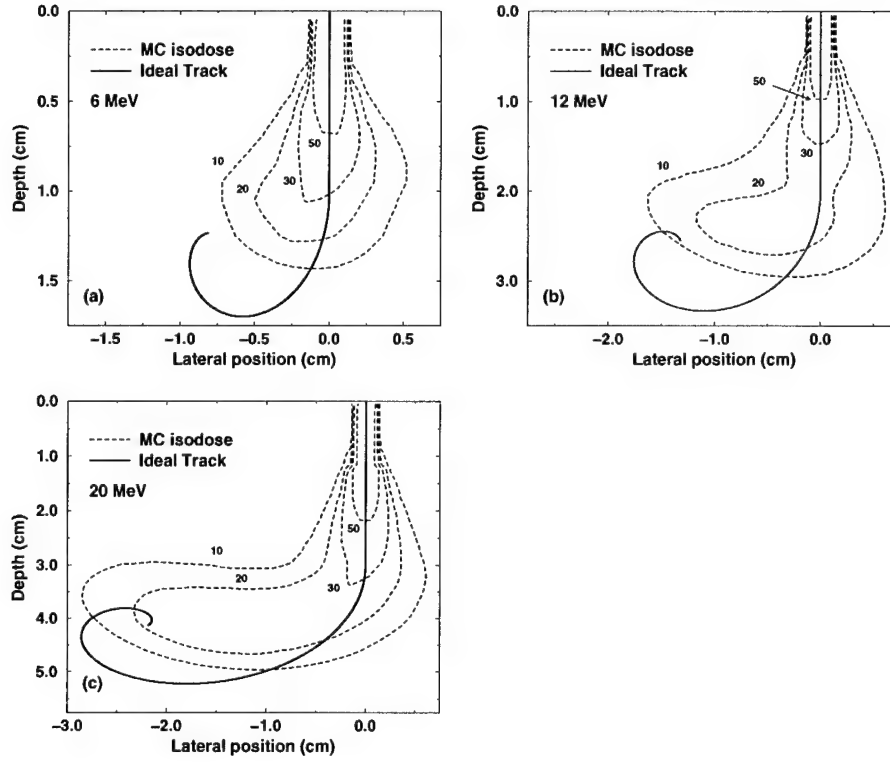 0.0
0.5
1.0
1.5
Depth (cm)
MC isodose
Ideal Track
6 MeV
10
20
30
50
(a)
−1.5
−1.0
−0.5
0.0
0.5
Lateral position (cm)
0.0
1.0
2.0
3.0
Depth (cm)
MC isodose
Ideal Track
12 MeV
50
10
30
20
(b)
−2.0
−1.0
0.0
Lateral position (cm)
0.0
1.0
2.0
3.0
4.0
5.0
Depth (cm)
MC isodose
Ideal Track
20 MeV
10
20
50
30
(c)
−3.0
−2.0
−1.0
0.0
Lateral position (cm)